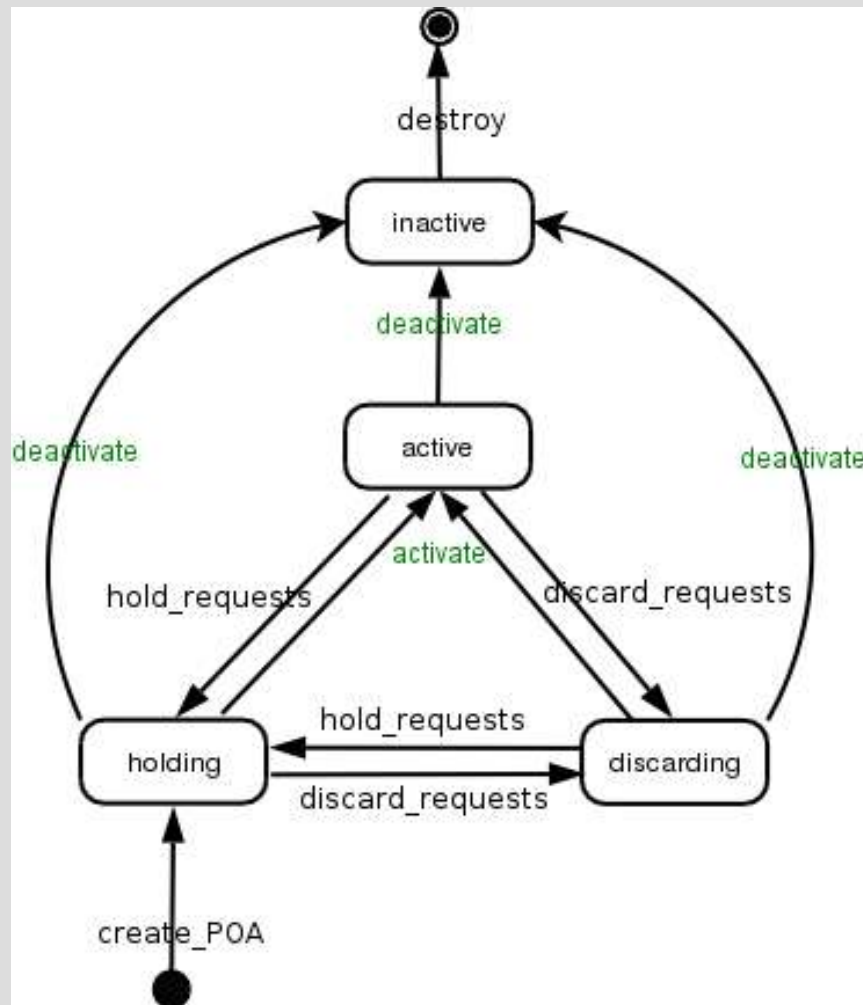 destroy
inactive
deactivate
active
deactivate
deactivate
activate
hold_requests
discard_requests
hold_requests
holding
discarding
discard_requests
create_POA